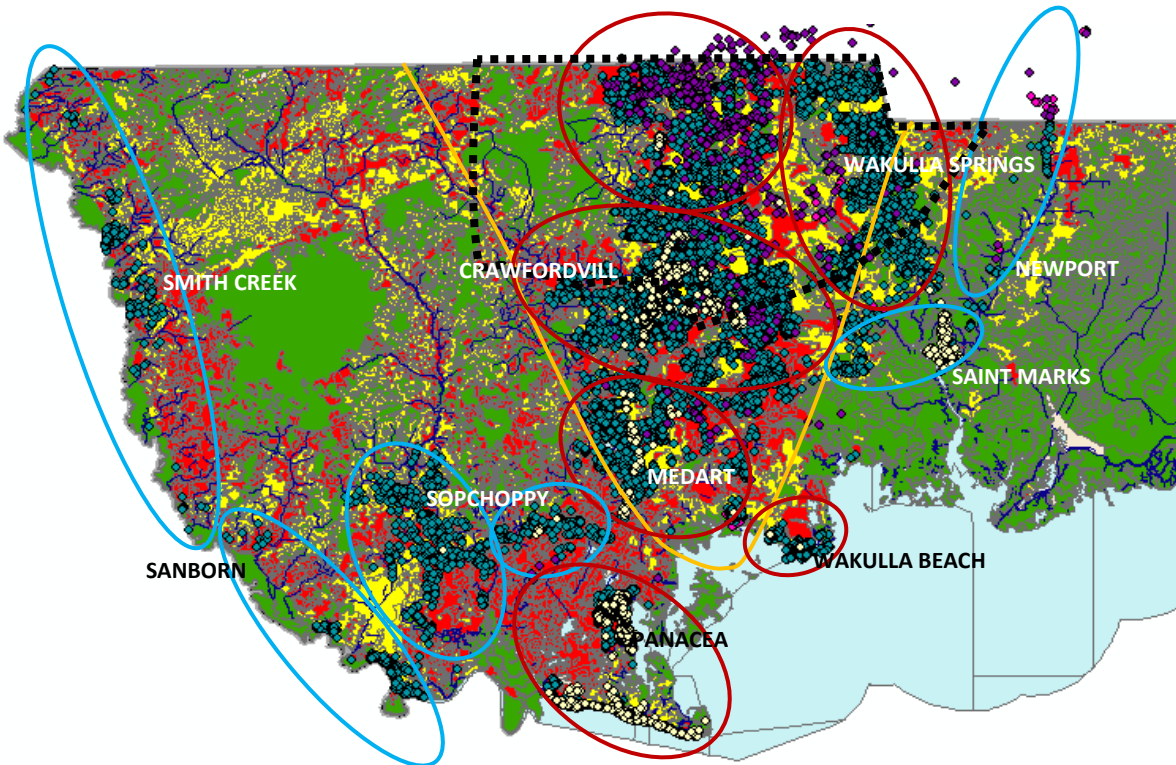 WAKULLA SPRINGS
CRAWFORDVILL
NEWPORT
SMITH CREEK
SAINT MARKS
MEDART
SOPCHOPPY
WAKULLA BEACH
SANBORN
PANACEA